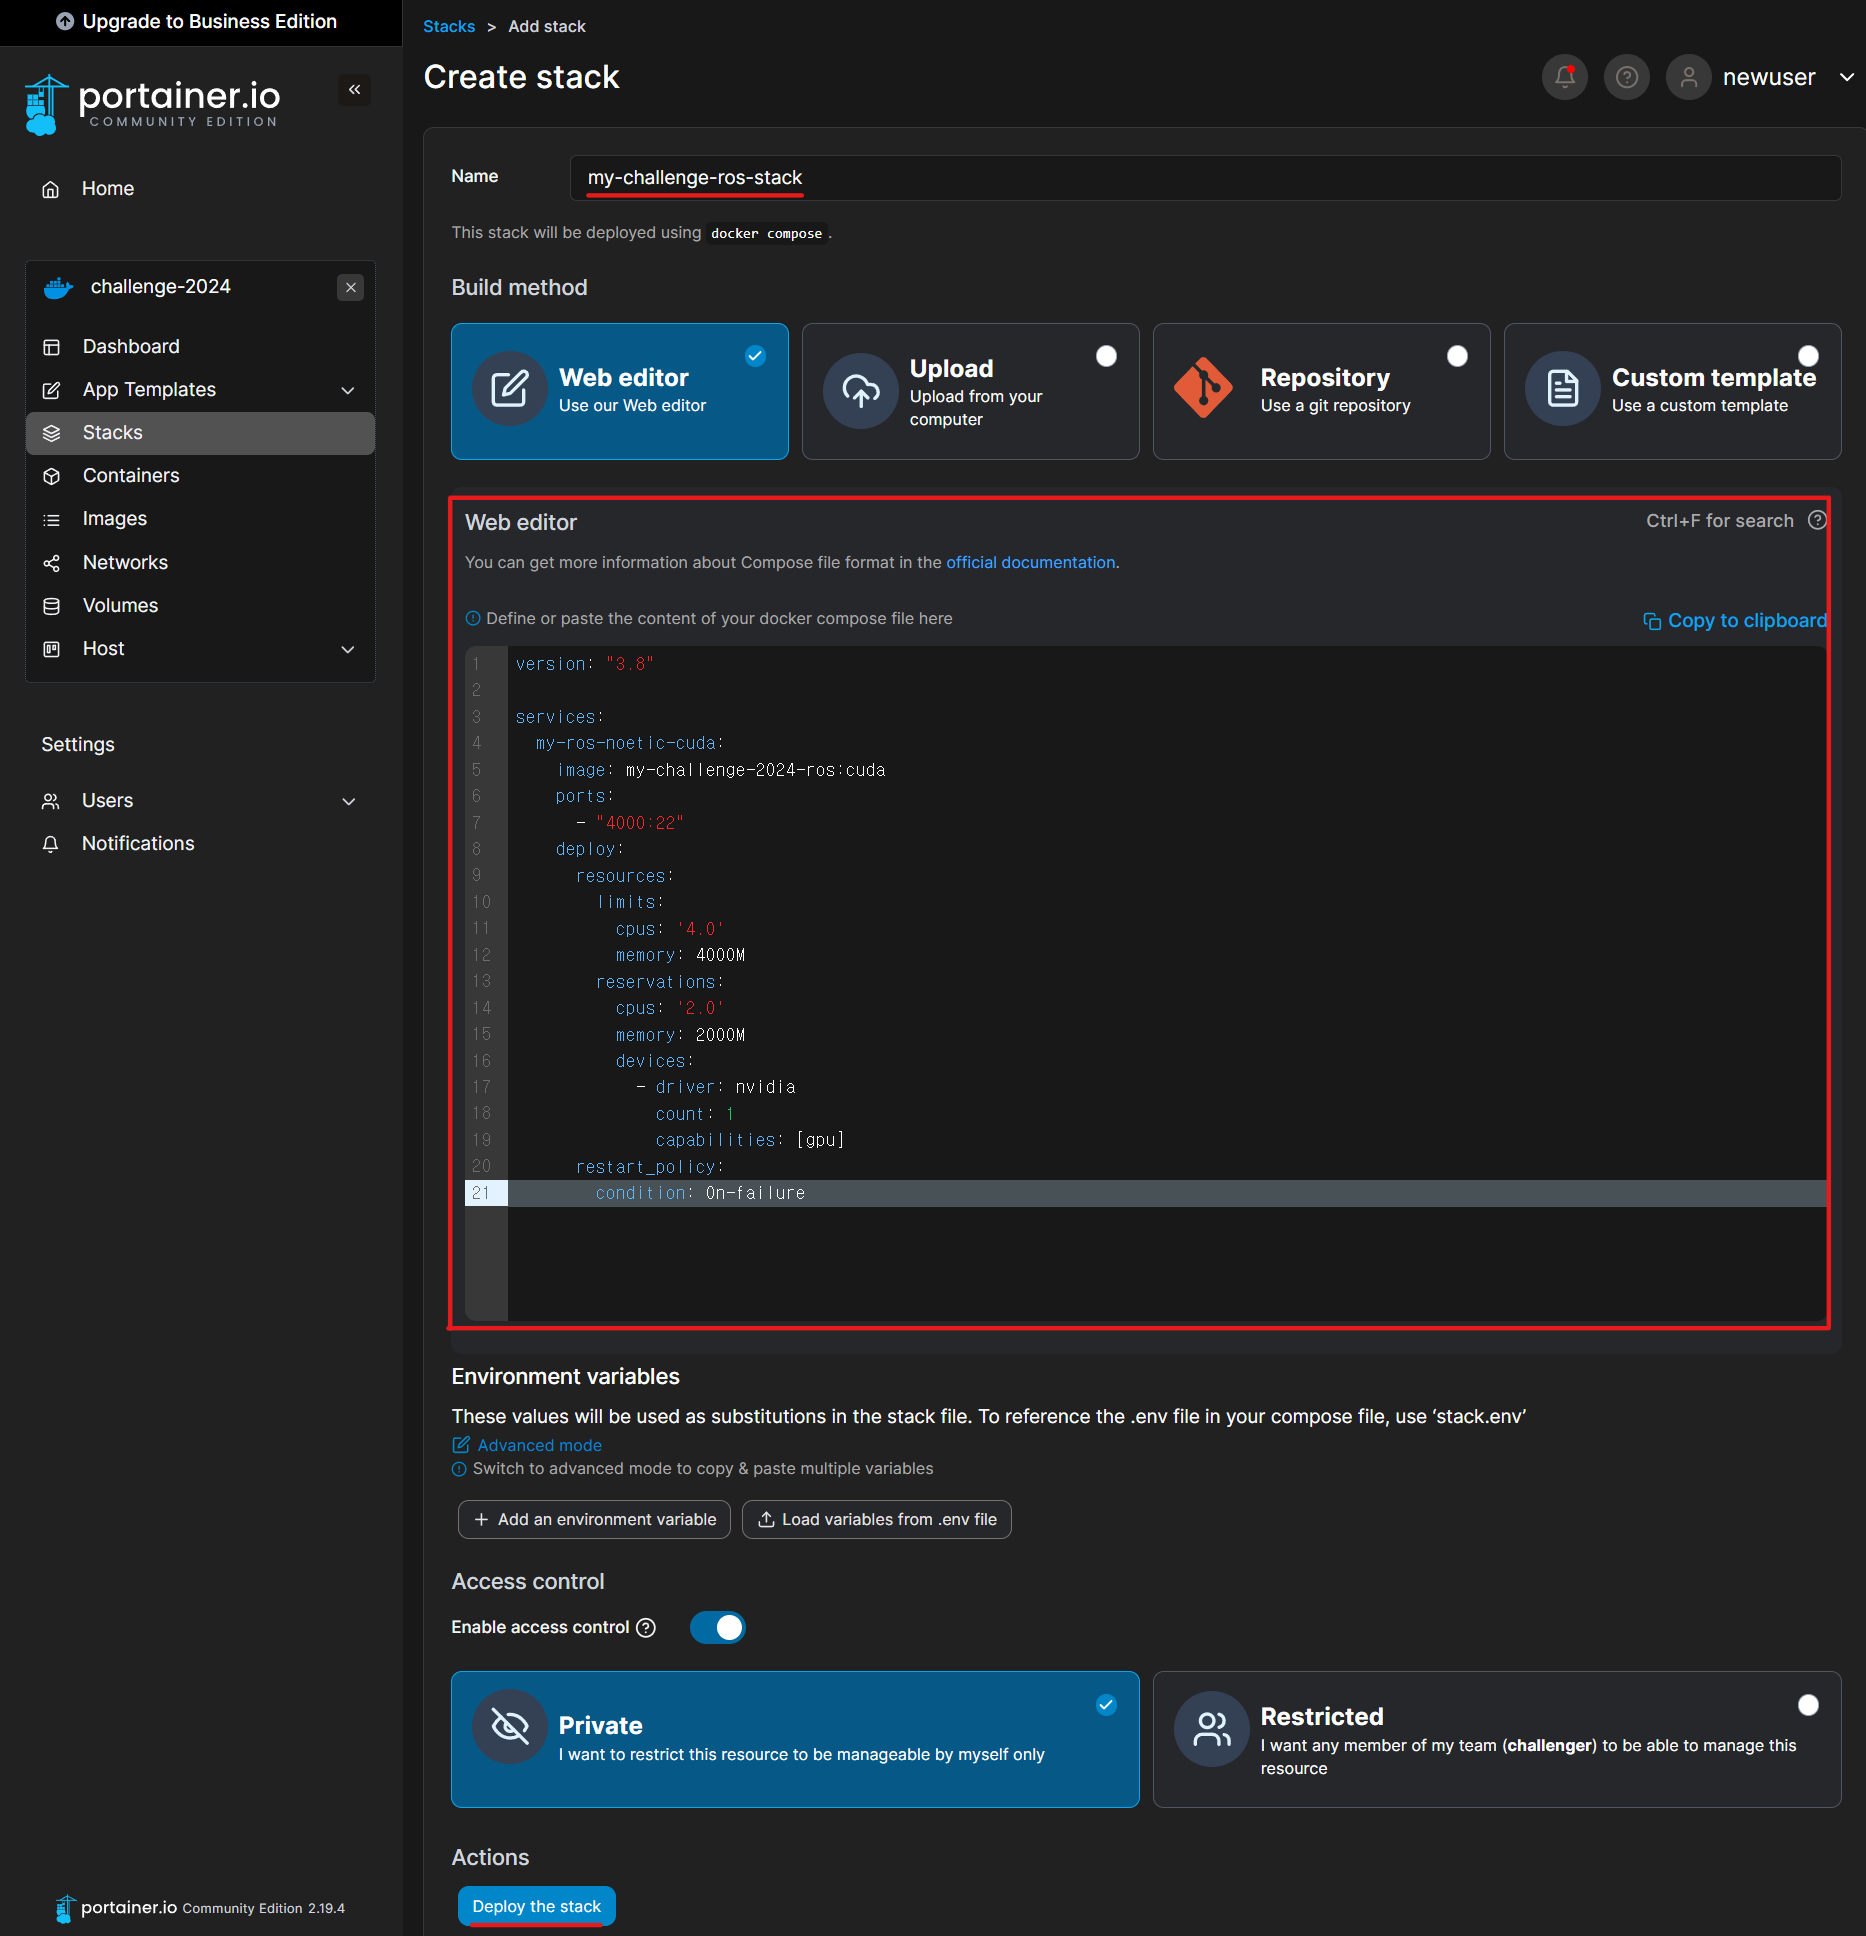 Upgrade to Business Edition
portainer.io
COMMUNITY EDITION
Home
challenge-2024
Dashboard
App Templates
Stacks
Containers
Images
Networks
Volumes
Host
Settings
Users
Notifications
portainer.io Community Edition 2.19.4
Stacks > Add stack
Create stack
newuser
Name
my-challenge-ros-stack
This stack will be deployed using docker compose .
Build method
Web editor
Use our Web editor
Upload
Upload from your
computer
Repository
Use a git repository
Custom template
Use a custom template
Web editor
Ctrl+F for search
You can get more information about Compose file format in the official documentation.
Define or paste the content of your docker compose file here
Copy to clipboard
1 version: "3.8"
2
3 services:
4   my-ros-noetic-cuda:
5     image: my-challenge-2024-ros:cuda
6     ports:
7       - "4000:22"
8     deploy:
9       resources:
10         limits:
11           cpus: '4.0'
12           memory: 4000M
13         reservations:
14           cpus: '2.0'
15           memory: 2000M
16           devices:
17             - driver: nvidia
18               count: 1
19               capabilities: [gpu]
20       restart_policy:
21         condition: On-failure
Environment variables
These values will be used as substitutions in the stack file. To reference the .env file in your compose file, use ‘stack.env’
Advanced mode
Switch to advanced mode to copy & paste multiple variables
+ Add an environment variable
Load variables from .env file
Access control
Enable access control
Private
I want to restrict this resource to be manageable by myself only
Restricted
I want any member of my team (challenger) to be able to manage this
resource
Actions
Deploy the stack